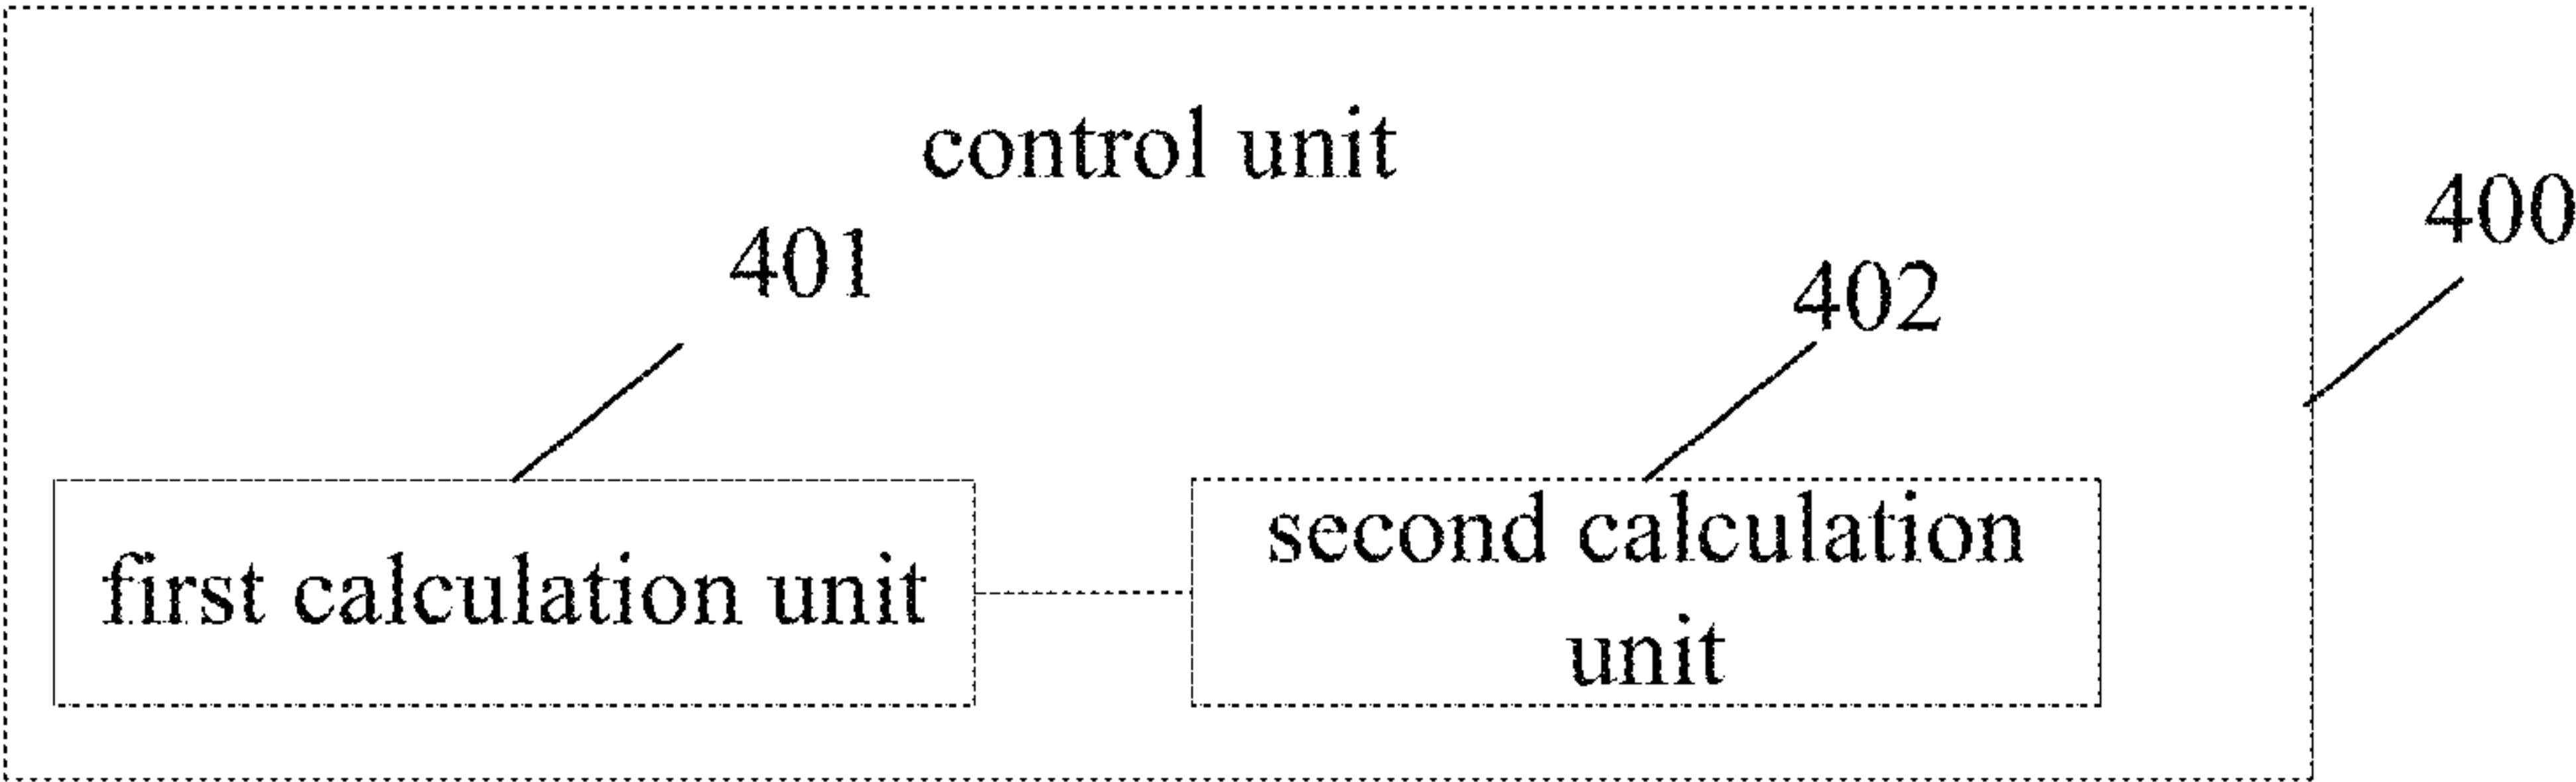 control unit
400
401
402
first calculation unit
second calculation
unit